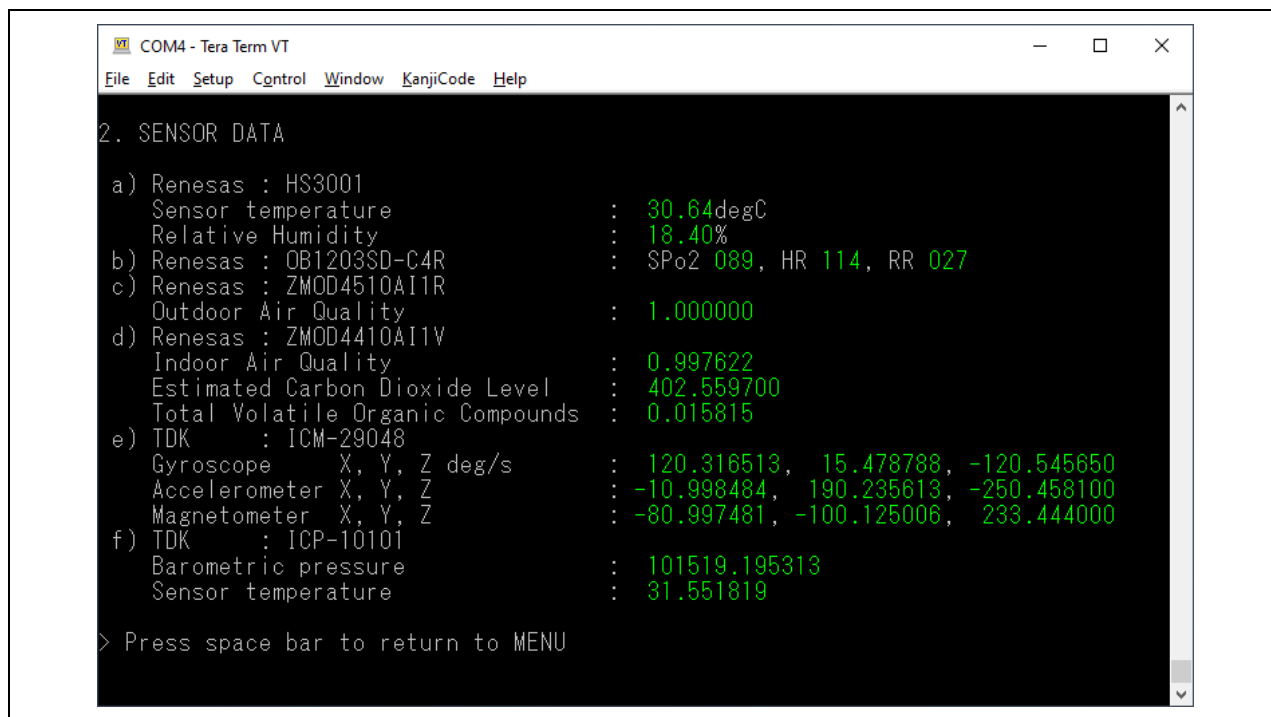 COM4 - Tera Term VT
File Edit Setup Control Window KanjiCode Help
2. SENSOR DATA
a) Renesas : HS3001
Sensor temperature : 30.64degC
Relative Humidity : 18.40%
b) Renesas : OB1203SD-C4R : SPo2 089, HR 114, RR 027
c) Renesas : ZMOD4510AI1R
Outdoor Air Quality : 1.000000
d) Renesas : ZMOD4410AI1V
Indoor Air Quality : 0.997622
Estimated Carbon Dioxide Level : 402.559700
Total Volatile Organic Compounds : 0.015815
e) TDK : ICM-29048
Gyroscope X, Y, Z deg/s : 120.316513, 15.478788, -120.545650
Accelerometer X, Y, Z : -10.998484, 190.235613, -250.458100
Magnetometer X, Y, Z : -80.997481, -100.125006, 233.444000
f) TDK : ICP-10101
Barometric pressure : 101519.195313
Sensor temperature : 31.551819
> Press space bar to return to MENU